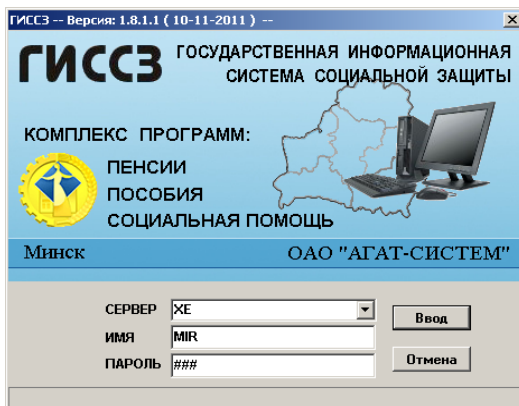 ГИССЗ -- Версия: 1.8.1.1 ( 10-11-2011 ) --
ГИССЗ
ГОСУДАРСТВЕННАЯ ИНФОРМАЦИОННАЯ
СИСТЕМА СОЦИАЛЬНОЙ ЗАЩИТЫ
КОМПЛЕКС ПРОГРАММ:
ПЕНСИИ
ПОСОБИЯ
СОЦИАЛЬНАЯ ПОМОЩЬ
Минск ОАО "АГАТ-СИСТЕМ"
СЕРВЕР XE
Ввод
ИМЯ MIR
ПАРОЛЬ ###
Отмена